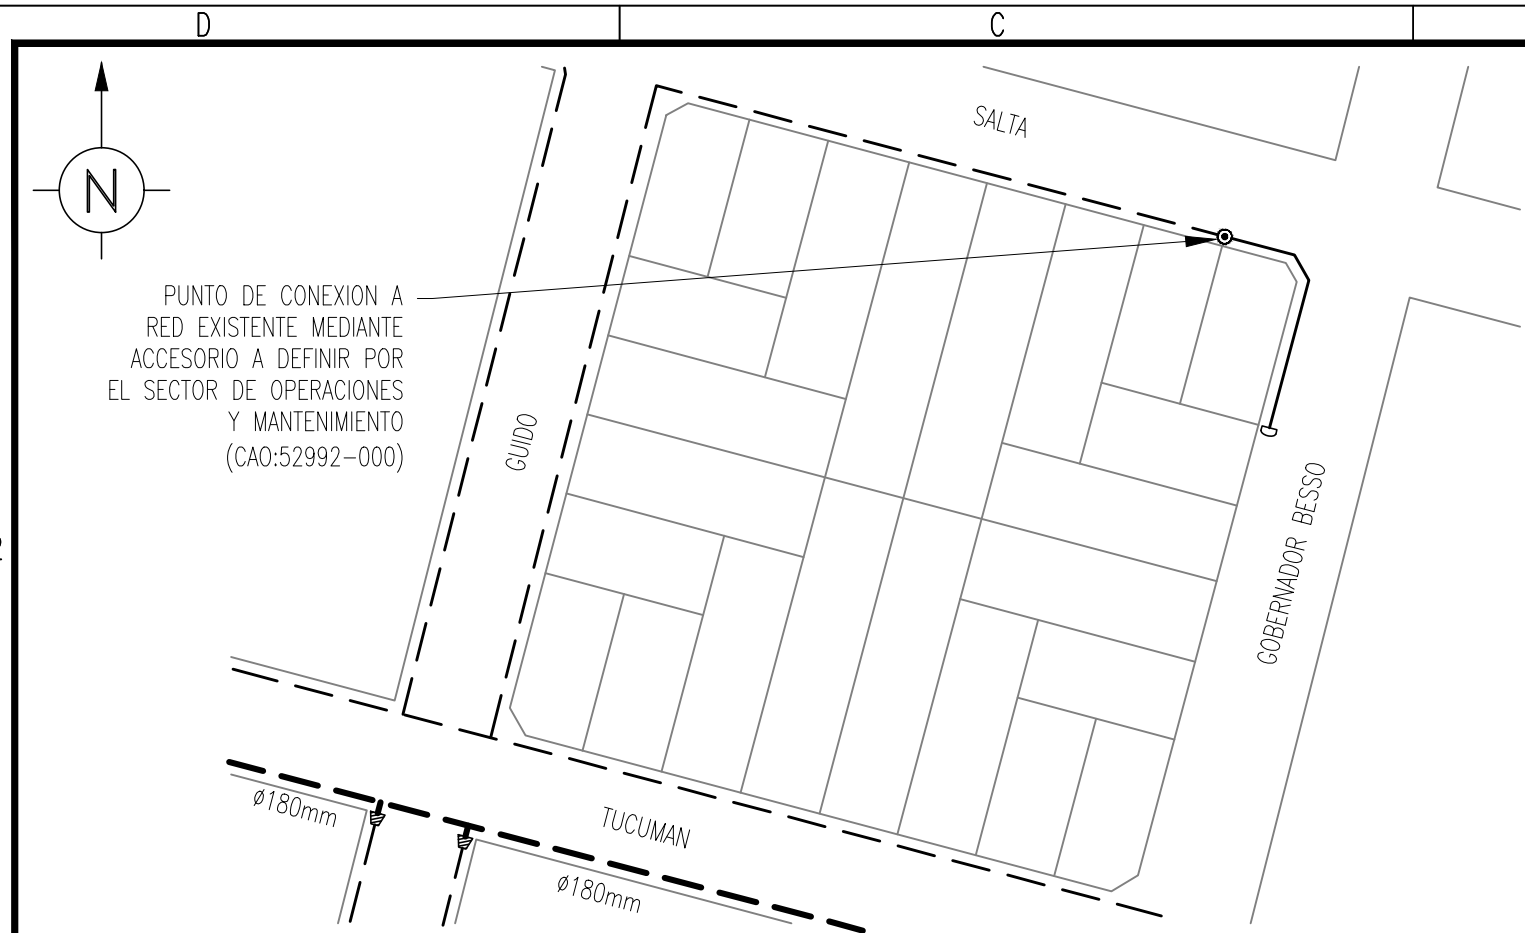 D
C
N
SALTA
PUNTO DE CONEXION A
RED EXISTENTE MEDIANTE
ACCESORIO A DEFINIR POR
EL SECTOR DE OPERACIONES
Y MANTENIMIENTO
(CAO:52992-000)
GUIDO
GOBERNADOR BESSO
ø180mm
TUCUMAN
ø180mm